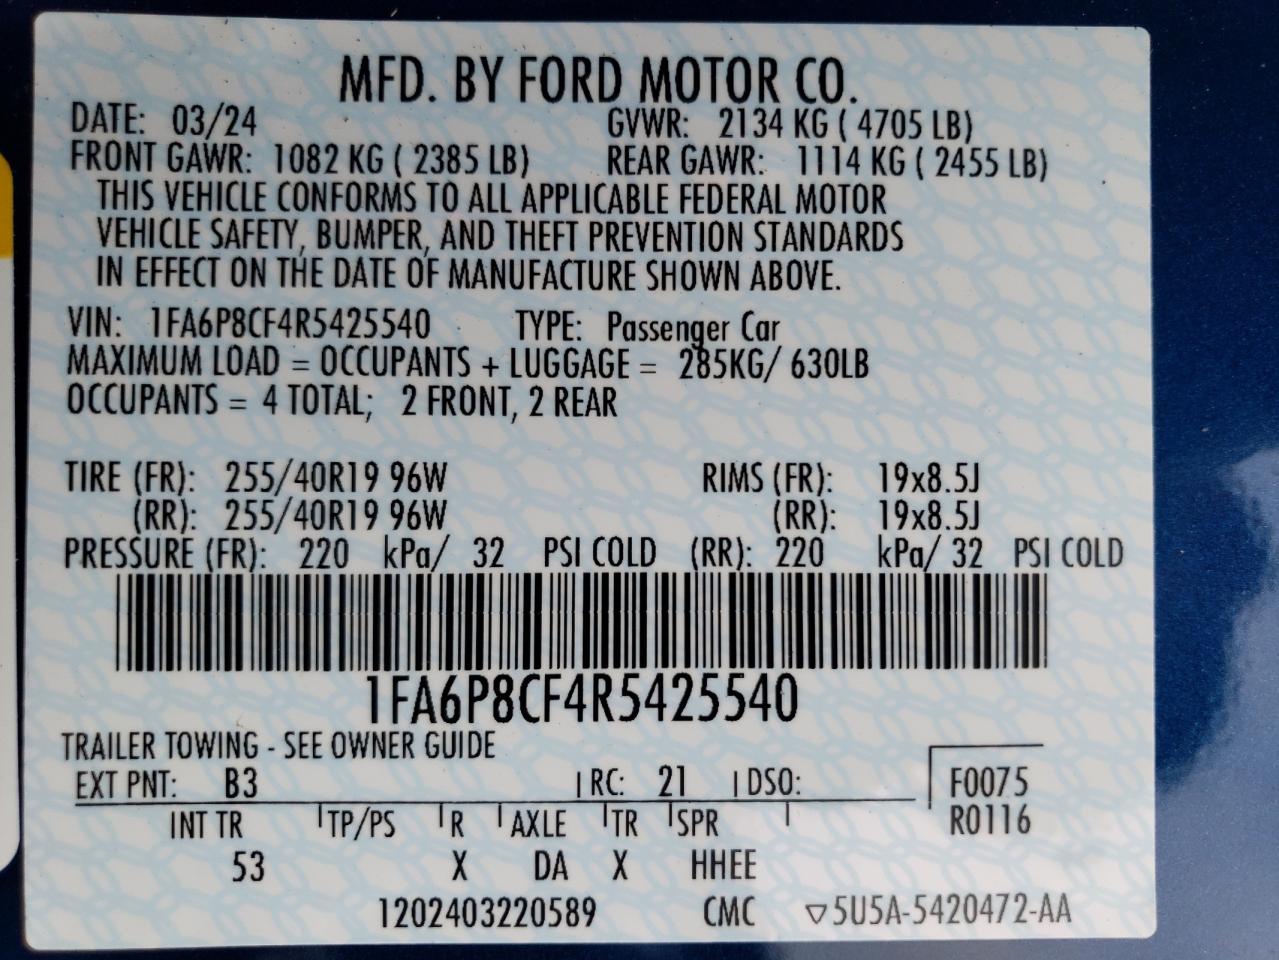 MFD. BY FORD MOTOR CO.
DATE: 03/24 GVWR: 2134 KG ( 4705 LB)
FRONT GAWR: 1082 KG ( 2385 LB) REAR GAWR: 1114 KG ( 2455 LB)
THIS VEHICLE CONFORMS TO ALL APPLICABLE FEDERAL MOTOR
VEHICLE SAFETY, BUMPER, AND THEFT PREVENTION STANDARDS
IN EFFECT ON THE DATE OF MANUFACTURE SHOWN ABOVE.
VIN: 1FA6P8CF4R5425540 TYPE: Passenger Car
MAXIMUM LOAD = OCCUPANTS + LUGGAGE = 285KG/ 630LB
OCCUPANTS = 4 TOTAL; 2 FRONT, 2 REAR
TIRE (FR): 255/40R19 96W RIMS (FR): 19x8.5J
(RR): 255/40R19 96W (RR): 19x8.5J
PRESSURE (FR): 220 kPa/ 32 PSI COLD (RR): 220 kPa/ 32 PSI COLD
1FA6P8CF4R5425540
TRAILER TOWING - SEE OWNER GUIDE
EXT PNT: B3 RC: 21 DSO: F0075
INT TR TP/PS R AXLE TR SPR R0116
53 X DA X HHEE
1202403220589 CMC ▽5U5A-5420472-AA